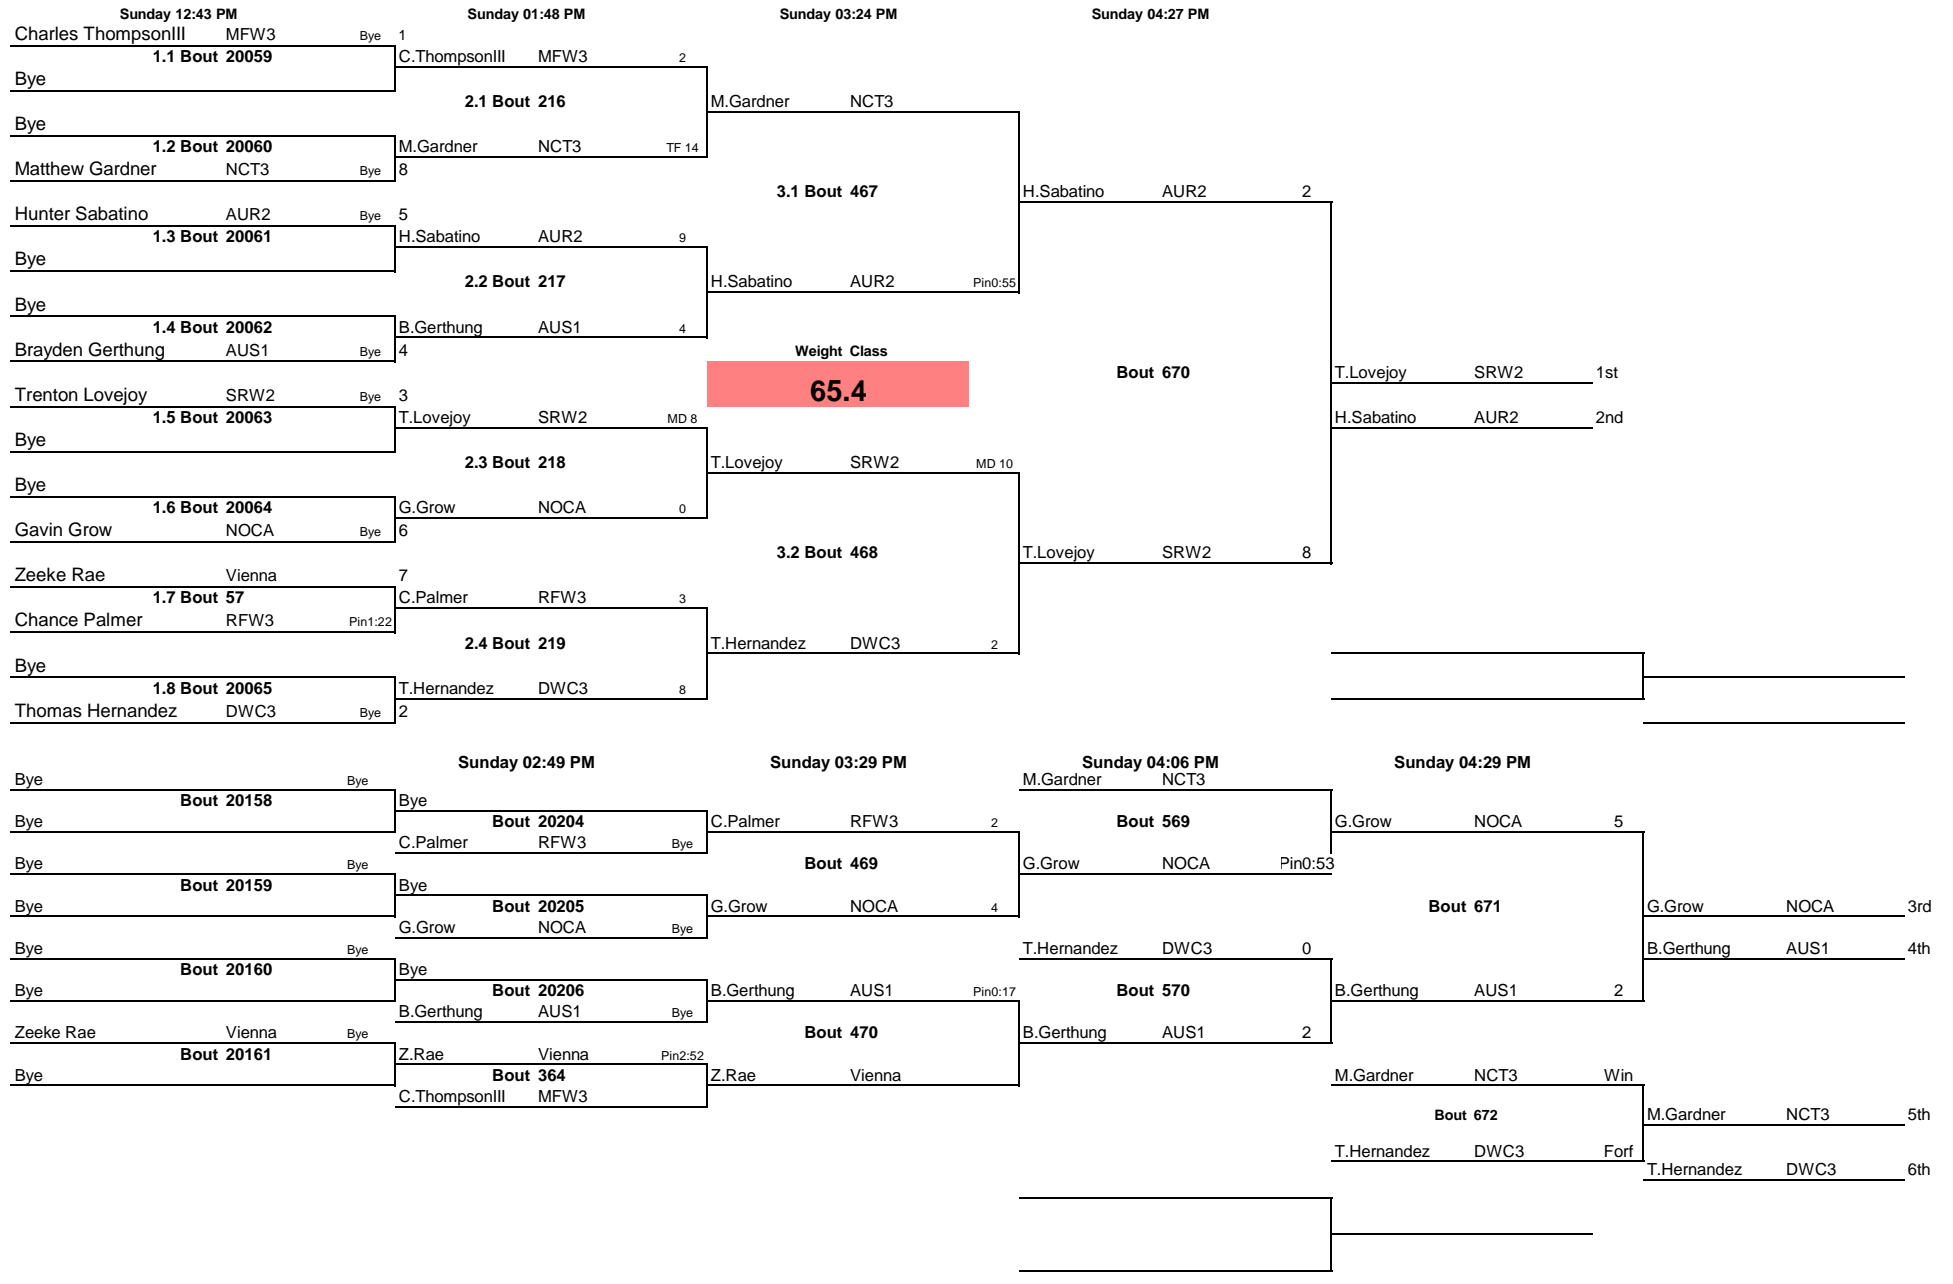 Sunday 12:43 PM Sunday 01:48 PM Sunday 03:24 PM Sunday 04:27 PM
Charles ThompsonIII MFW3 Bye 1
1.1 Bout 20059 C.ThompsonIII MFW3 2
Bye
2.1 Bout 216 M.Gardner NCT3
Bye
1.2 Bout 20060 M.Gardner NCT3 TF 14
Matthew Gardner NCT3 Bye 8
3.1 Bout 467 H.Sabatino AUR2 2
Hunter Sabatino AUR2 Bye 5
1.3 Bout 20061 H.Sabatino AUR2 9
Bye
2.2 Bout 217 H.Sabatino AUR2 Pin0:55
Bye
1.4 Bout 20062 B.Gerthung AUS1 4
Brayden Gerthung AUS1 Bye 4 Weight Class
Bout 670 T.Lovejoy SRW2 1st
Trenton Lovejoy SRW2 Bye 3 65.4
1.5 Bout 20063 T.Lovejoy SRW2 MD 8 H.Sabatino AUR2 2nd
Bye
2.3 Bout 218 T.Lovejoy SRW2 MD 10
Bye
1.6 Bout 20064 G.Grow NOCA 0
Gavin Grow NOCA Bye 6
3.2 Bout 468 T.Lovejoy SRW2 8
Zeeke Rae Vienna 7
1.7 Bout 57 C.Palmer RFW3 3
Chance Palmer RFW3 Pin1:22
2.4 Bout 219 T.Hernandez DWC3 2
Bye
1.8 Bout 20065 T.Hernandez DWC3 8
Thomas Hernandez DWC3 Bye 2
Sunday 02:49 PM Sunday 03:29 PM Sunday 04:06 PM Sunday 04:29 PM
Bye Bye M.Gardner NCT3
Bout 20158 Bye
Bye Bout 20204 C.Palmer RFW3 2 Bout 569 G.Grow NOCA 5
C.Palmer RFW3 Bye
Bye Bye Bout 469 G.Grow NOCA Pin0:53
Bout 20159 Bye
Bye Bout 20205 G.Grow NOCA 4 Bout 671 G.Grow NOCA 3rd
G.Grow NOCA Bye
Bye Bye T.Hernandez DWC3 0 B.Gerthung AUS1 4th
Bout 20160 Bye
Bye Bout 20206 B.Gerthung AUS1 Pin0:17 Bout 570 B.Gerthung AUS1 2
B.Gerthung AUS1 Bye
Zeeke Rae Vienna Bye Bout 470 B.Gerthung AUS1 2
Bout 20161 Z.Rae Vienna Pin2:52
Bye Bout 364 Z.Rae Vienna M.Gardner NCT3 Win
C.ThompsonIII MFW3
Bout 672 M.Gardner NCT3 5th
T.Hernandez DWC3 Forf
T.Hernandez DWC3 6th